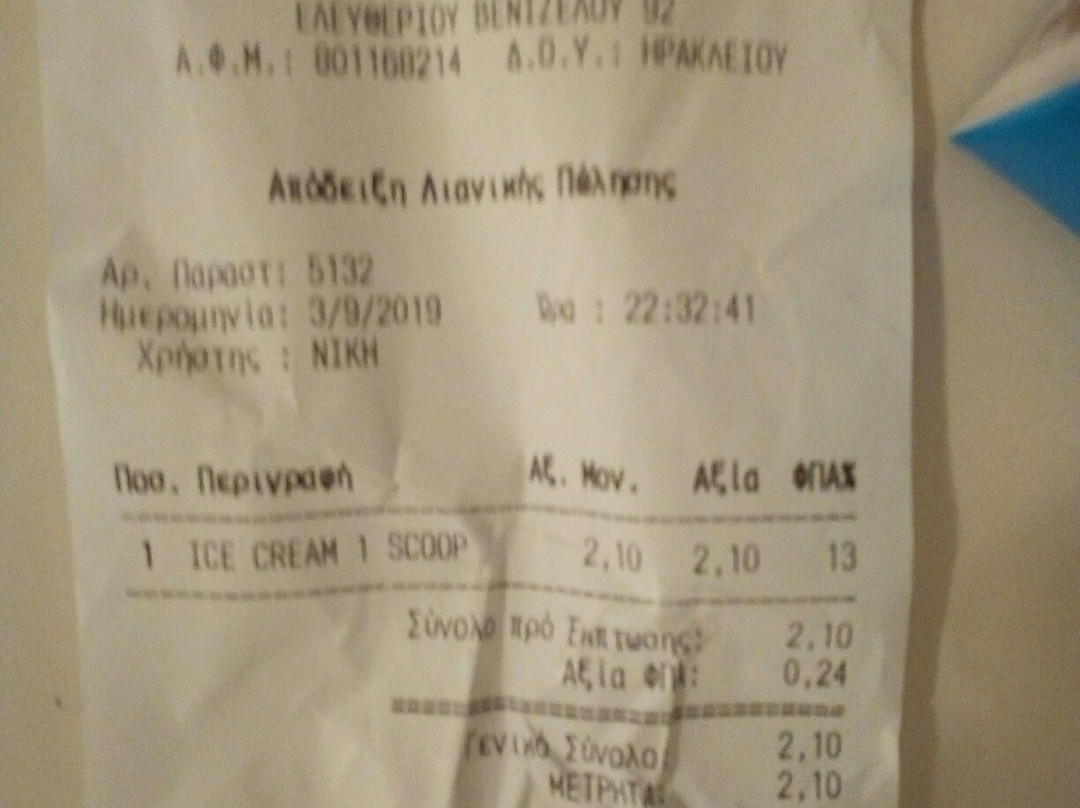 ΕΛΕΥΘΕΡΙΟΥ ΒΕΝΙΖΕΛΟΥ 92
Α.Φ.Μ.: 801168214 Δ.Ο.Υ.: ΗΡΑΚΛΕΙΟΥ
Απόδειξη Λιανικής Πώλησης
Αρ. Παραστ: 5132
Ημερομηνία: 3/9/2019 Ώρα : 22:32:41
Χρήστης : ΝΙΚΗ
Ποσ. Περιγραφή Αξ. Μον. Αξία ΦΠΑ%
1 ICE CREAM 1 SCOOP 2,10 2,10 13
Σύνολο πρό Εκπτωσης: 2,10
Αξία ΦΠΑ: 0,24
Γενικό Σύνολο: 2,10
ΜΕΤΡΗΤΑ: 2,10